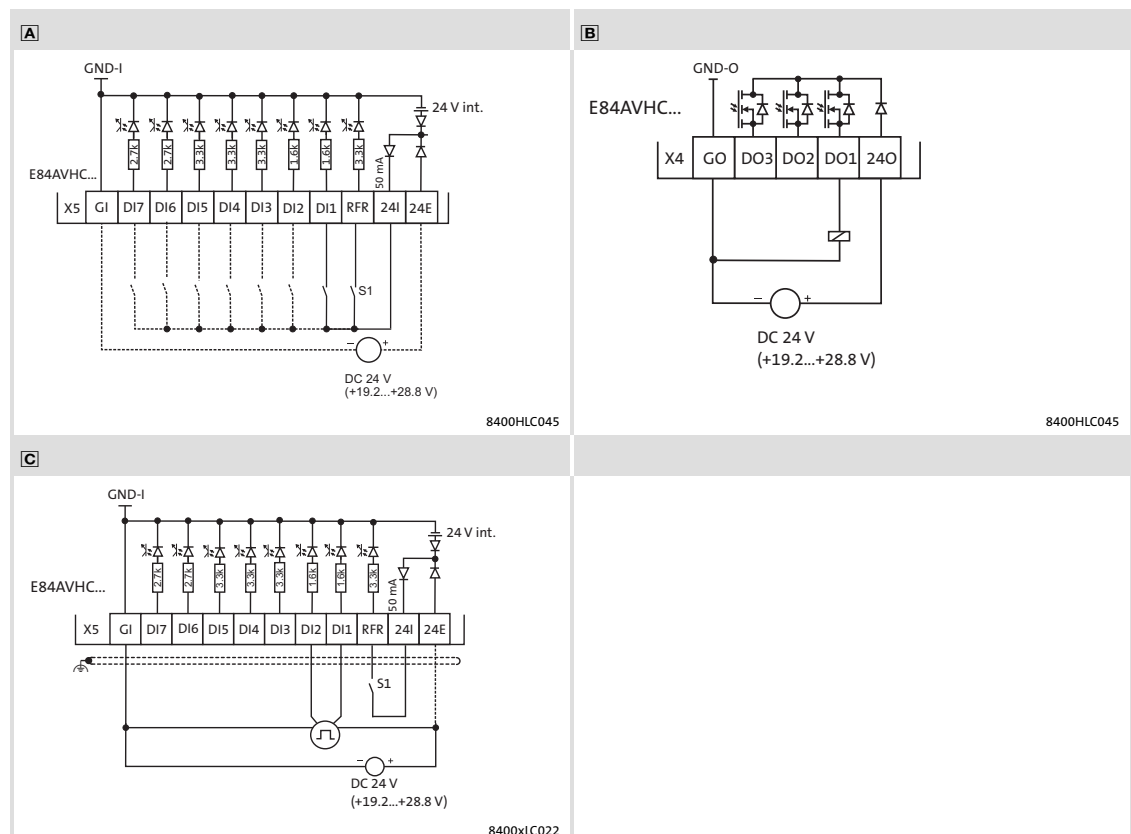 A
GND-I
24 V int.
2.7k 2.7k 3.3k 3.3k 3.3k 1.6k 1.6k 3.3k 50 mA
E84AVHC...
X5 GI DI7 DI6 DI5 DI4 DI3 DI2 DI1 RFR 24I 24E
S1
– +
DC 24 V
(+19.2...+28.8 V)
8400HLC045
B
GND-O
E84AVHC...
X4 GO DO3 DO2 DO1 24O
– +
DC 24 V
(+19.2...+28.8 V)
8400HLC045
C
GND-I
24 V int.
2.7k 2.7k 3.3k 3.3k 3.3k 1.6k 1.6k 3.3k 50 mA
E84AVHC...
X5 GI DI7 DI6 DI5 DI4 DI3 DI2 DI1 RFR 24I 24E
S1
– +
DC 24 V
(+19.2...+28.8 V)
8400xLC022